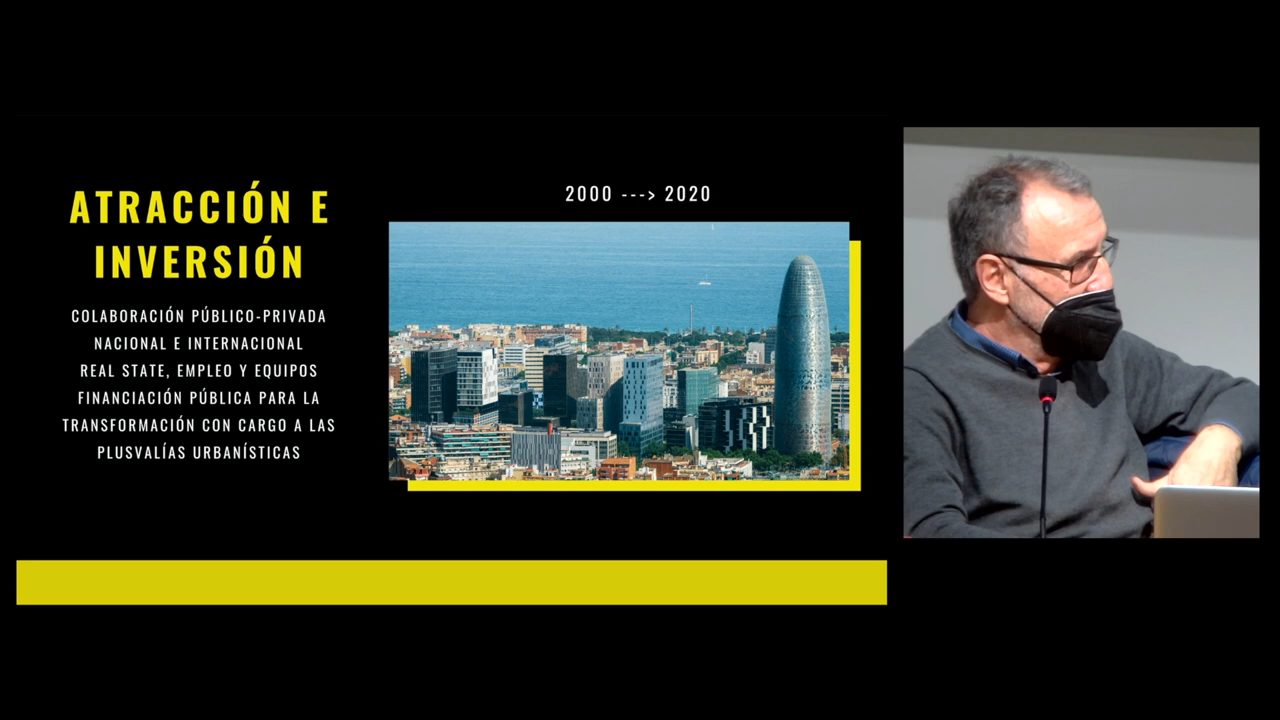 ATRACCIÓN E
INVERSIÓN
COLABORACIÓN PÚBLICO-PRIVADA
NACIONAL E INTERNACIONAL
REAL STATE, EMPLEO Y EQUIPOS
FINANCIACIÓN PÚBLICA PARA LA
TRANSFORMACIÓN CON CARGO A LAS
PLUSVALÍAS URBANÍSTICAS
2000 ---> 2020